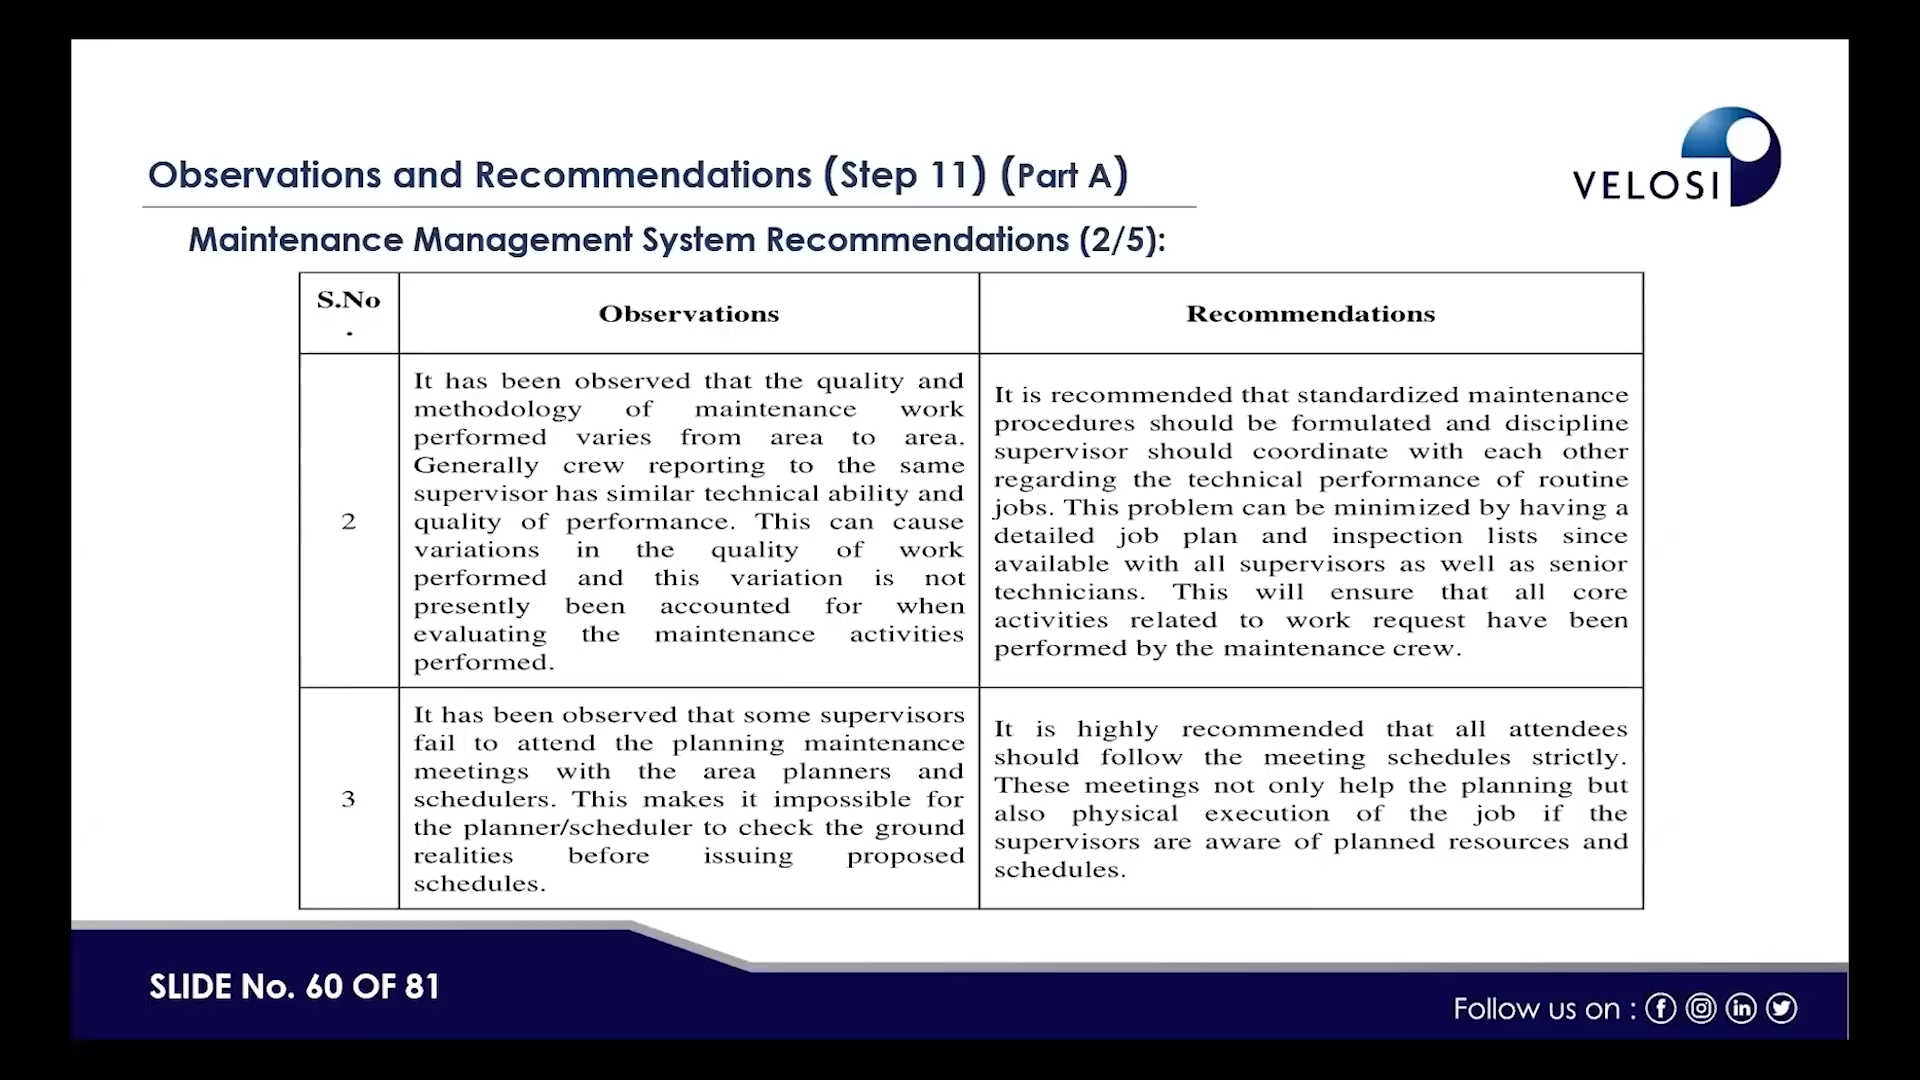 VELOSI
Observations and Recommendations (Step 11) (Part A)
Maintenance Management System Recommendations (2/5):
S.No
.
Observations
Recommendations
2
It has been observed that the quality and
methodology of maintenance work
performed varies from area to area.
Generally crew reporting to the same
supervisor has similar technical ability and
quality of performance. This can cause
variations in the quality of work
performed and this variation is not
presently been accounted for when
evaluating the maintenance activities
performed.
It is recommended that standardized maintenance
procedures should be formulated and discipline
supervisor should coordinate with each other
regarding the technical performance of routine
jobs. This problem can be minimized by having a
detailed job plan and inspection lists since
available with all supervisors as well as senior
technicians. This will ensure that all core
activities related to work request have been
performed by the maintenance crew.
3
It has been observed that some supervisors
fail to attend the planning maintenance
meetings with the area planners and
schedulers. This makes it impossible for
the planner/scheduler to check the ground
realities before issuing proposed
schedules.
It is highly recommended that all attendees
should follow the meeting schedules strictly.
These meetings not only help the planning but
also physical execution of the job if the
supervisors are aware of planned resources and
schedules.
SLIDE No. 60 OF 81
Follow us on :